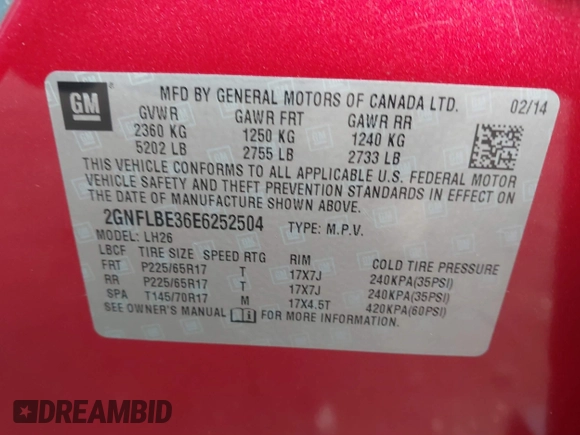 GM
MFD BY GENERAL MOTORS OF CANADA LTD. 02/14
GVWR GAWR FRT GAWR RR
2360 KG 1250 KG 1240 KG
5202 LB 2755 LB 2733 LB
THIS VEHICLE CONFORMS TO ALL APPLICABLE U.S. FEDERAL MOTOR
VEHICLE SAFETY AND THEFT PREVENTION STANDARDS IN EFFECT ON
THE DATE OF MANUFACTURE SHOWN ABOVE.
2GNFLBE36E6252504 TYPE: M.P.V.
MODEL: LH26
LBCF TIRE SIZE SPEED RTG RIM COLD TIRE PRESSURE
FRT P225/65R17 T 17X7J 240KPA(35PSI)
RR P225/65R17 T 17X7J 240KPA(35PSI)
SPA T145/70R17 M 17X4.5T 420KPA(60PSI)
SEE OWNER'S MANUAL FOR MORE INFORMATION.
DREAMBID